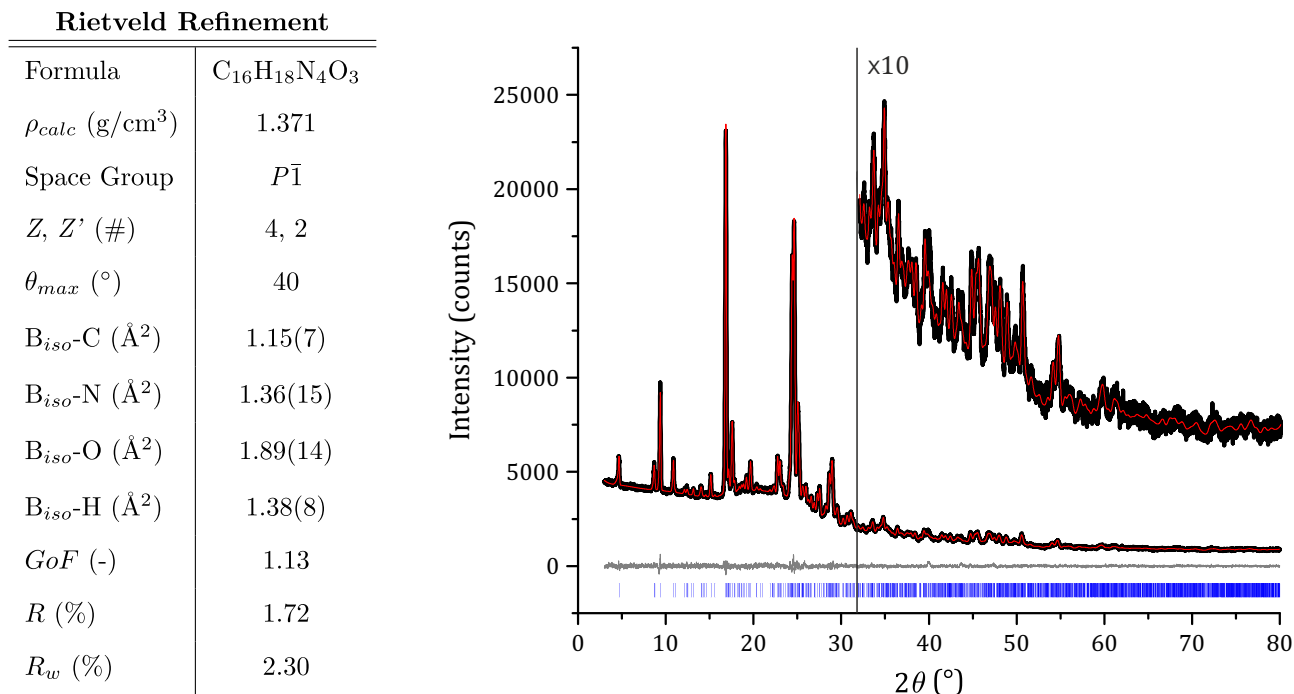 Rietveld Refinement
Formula C₁₆H₁₈N₄O₃
ρcalc (g/cm³) 1.371
Space Group P1̄
Z, Z’ (#) 4, 2
θmax (°) 40
Biso-C (Å²) 1.15(7)
Biso-N (Å²) 1.36(15)
Biso-O (Å²) 1.89(14)
Biso-H (Å²) 1.38(8)
GoF (-) 1.13
R (%) 1.72
Rw (%) 2.30
x10
Intensity (counts)
25000
20000
15000
10000
5000
0
0 10 20 30 40 50 60 70 80
2θ (°)